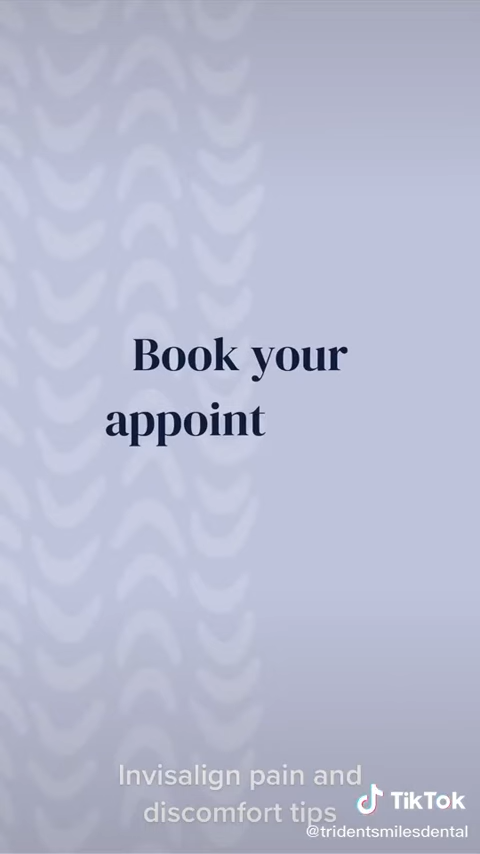 Book your
appoint
Invisalign pain and
discomfort tips
TikTok
@tridentsmilesdental